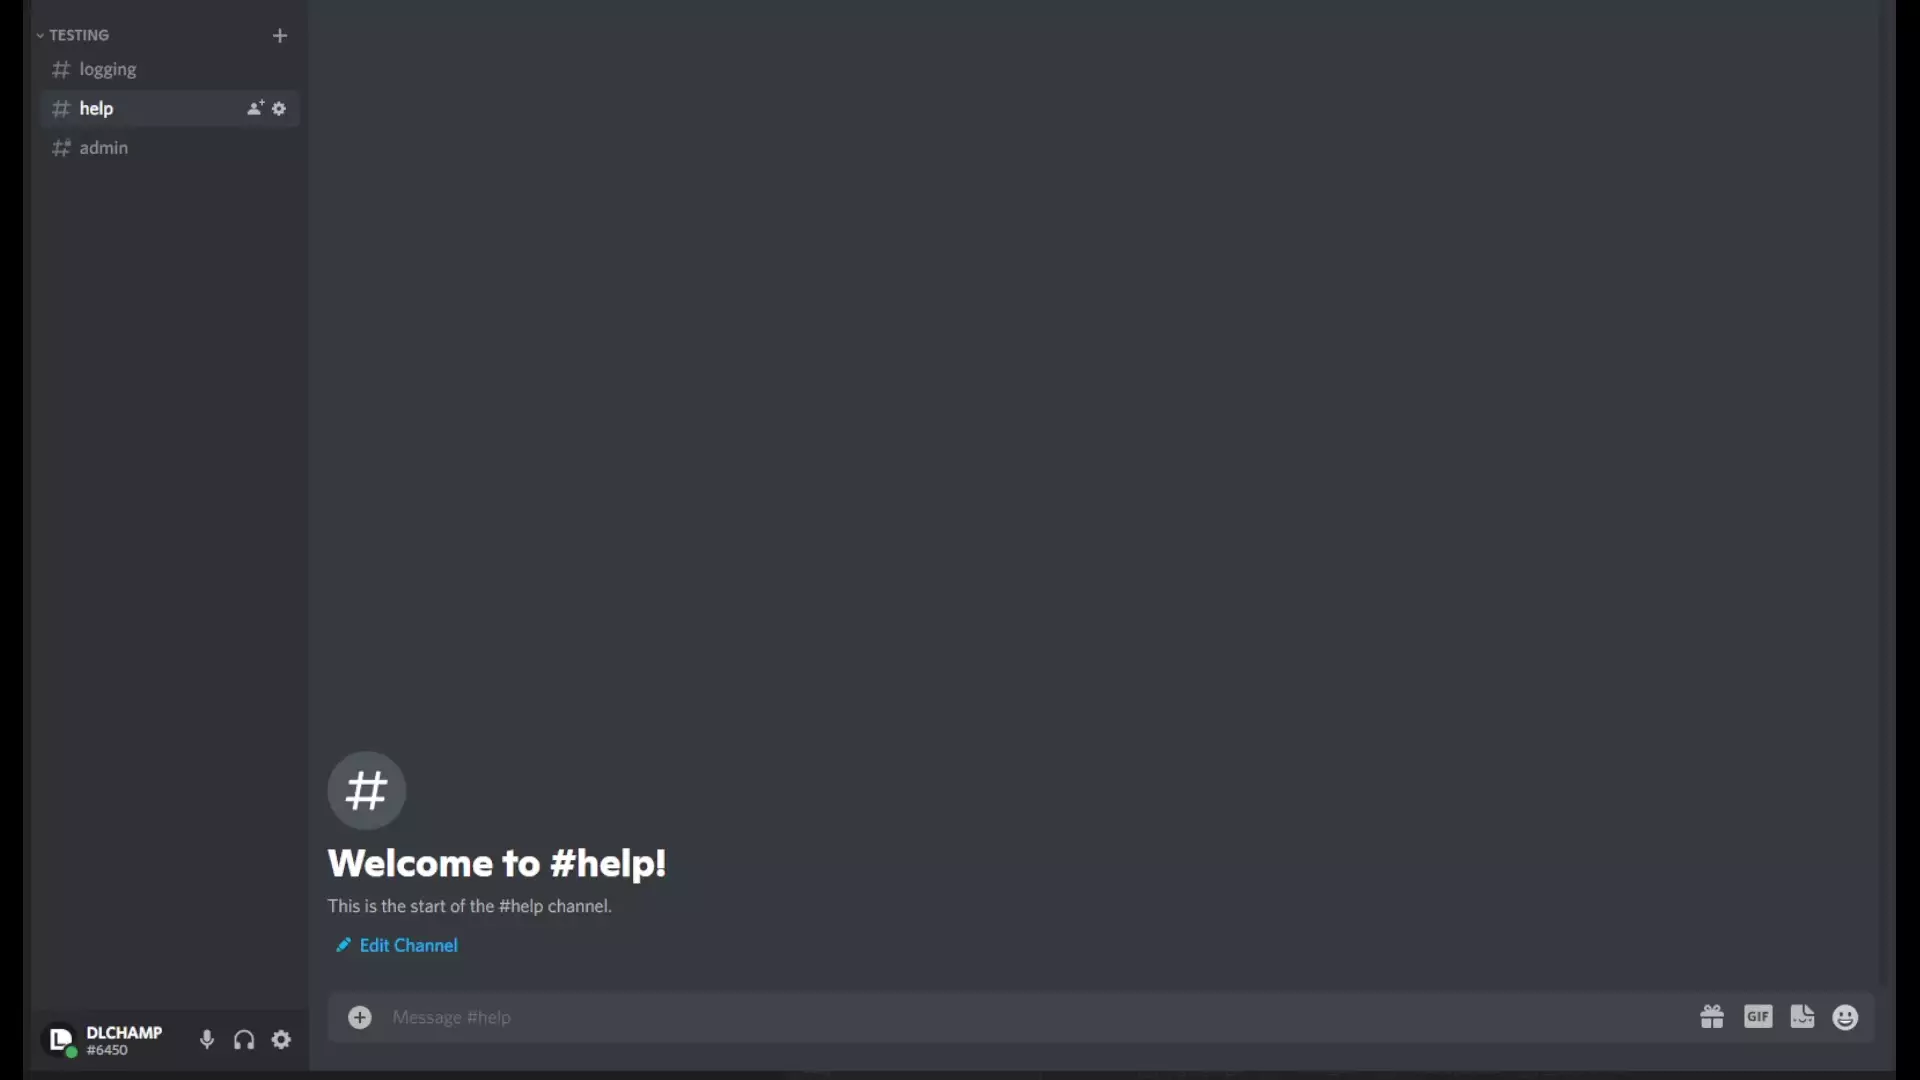 TESTING
logging
help
admin
Welcome to #help!
This is the start of the #help channel.
Edit Channel
Message #help
GIF
DLCHAMP
#6450